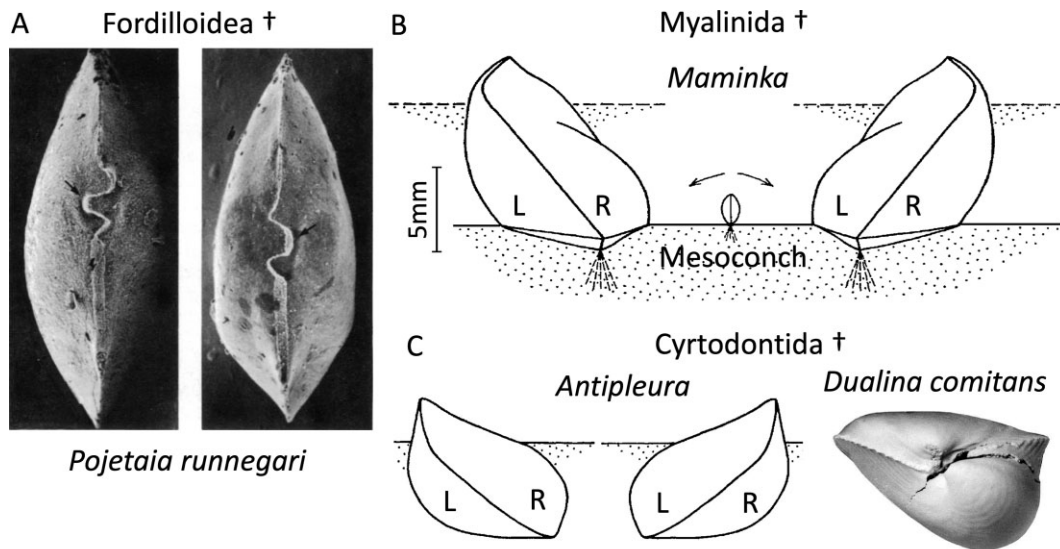 A Fordilloidea †
Pojetaia runnegari
B Myalinida †
Maminka
5mm
L R
L R
Mesoconch
C Cyrtodontida †
Antipleura
Dualina comitans
L R
L R